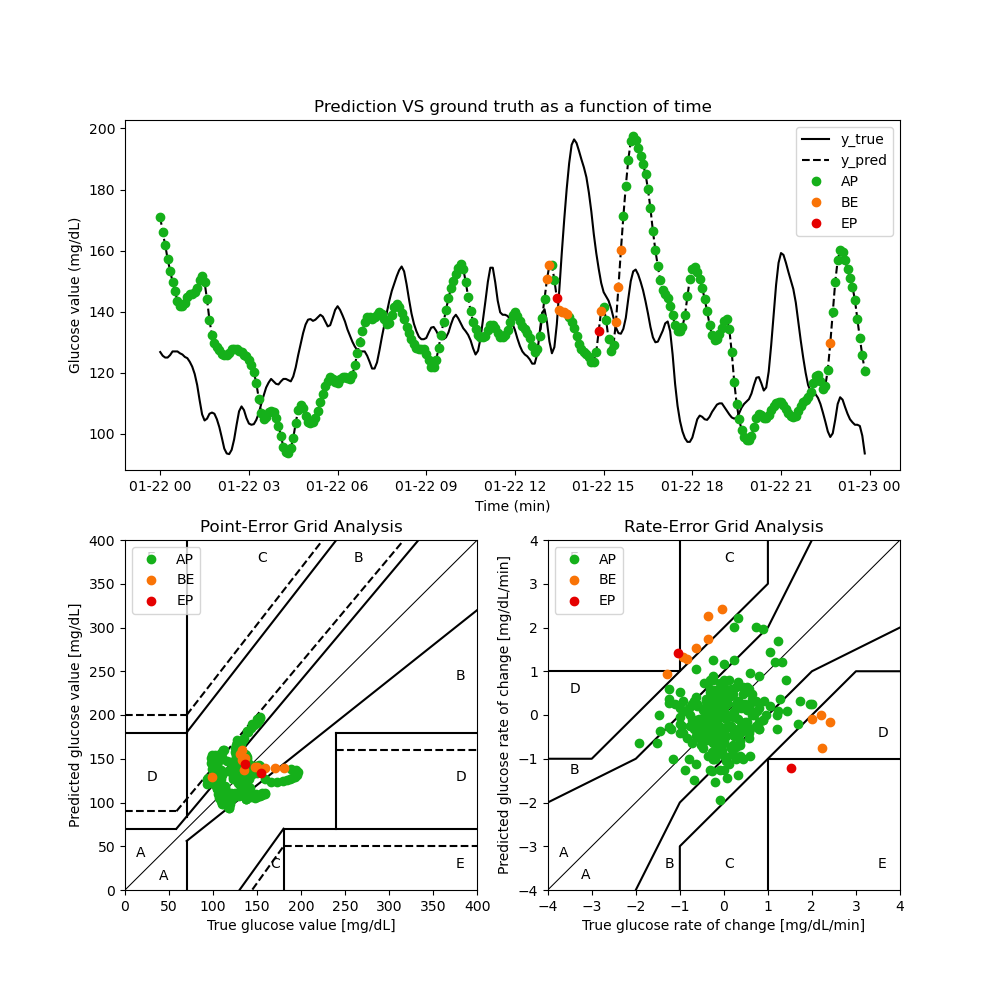 Prediction VS ground truth as a function of time
Glucose value (mg/dL)
200
180
160
140
120
100
y_true
y_pred
AP
BE
EP
01-22 00 01-22 03 01-22 06 01-22 09 01-22 12 01-22 15 01-22 18 01-22 21 01-23 00
Time (min)
Point-Error Grid Analysis
Predicted glucose value [mg/dL]
400
350
300
250
200
150
100
50
0
AP
BE
EP
C
B
B
D
D
A
A
C
E
0 50 100 150 200 250 300 350 400
True glucose value [mg/dL]
Rate-Error Grid Analysis
Predicted glucose rate of change [mg/dL/min]
4
3
2
1
0
−1
−2
−3
−4
AP
BE
EP
C
D
D
B
A
A
B
C
E
−4 −3 −2 −1 0 1 2 3 4
True glucose rate of change [mg/dL/min]